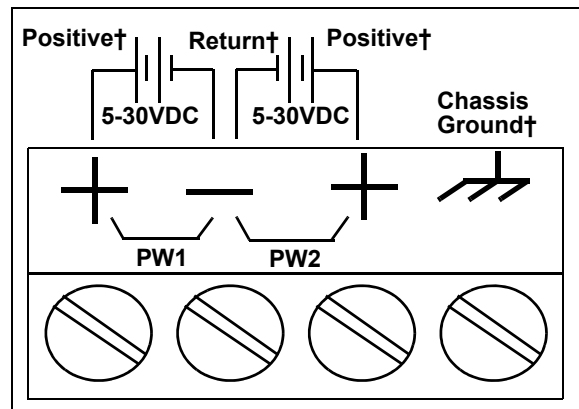 Positive† Return† Positive†
5-30VDC 5-30VDC
Chassis
Ground†
PW1 PW2